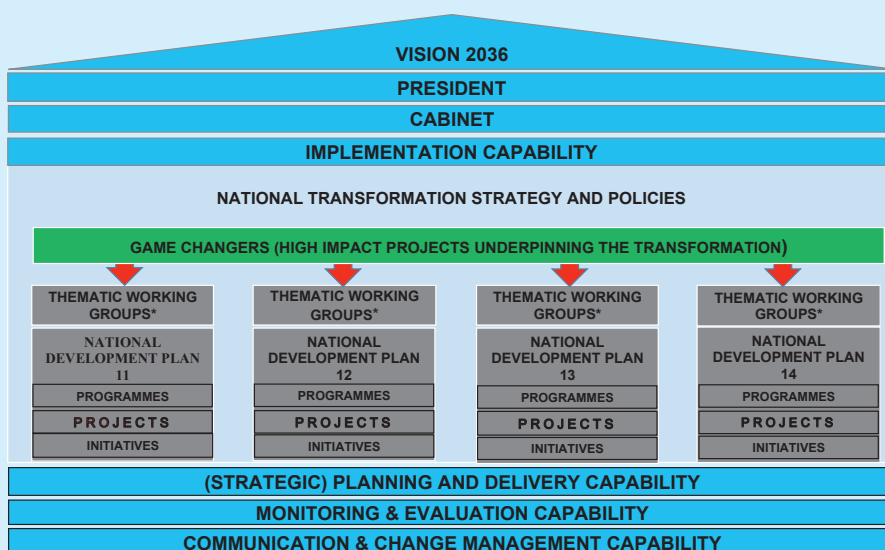 VISION 2036
PRESIDENT
CABINET
IMPLEMENTATION CAPABILITY
NATIONAL TRANSFORMATION STRATEGY AND POLICIES
GAME CHANGERS (HIGH IMPACT PROJECTS UNDERPINNING THE TRANSFORMATION)
THEMATIC WORKING
GROUPS*
NATIONAL
DEVELOPMENT PLAN
11
PROGRAMMES
PROJECTS
INITIATIVES
THEMATIC WORKING
GROUPS*
NATIONAL
DEVELOPMENT PLAN
12
PROGRAMMES
PROJECTS
INITIATIVES
THEMATIC WORKING
GROUPS*
NATIONAL
DEVELOPMENT PLAN
13
PROGRAMMES
PROJECTS
INITIATIVES
THEMATIC WORKING
GROUPS*
NATIONAL
DEVELOPMENT PLAN
14
PROGRAMMES
PROJECTS
INITIATIVES
(STRATEGIC) PLANNING AND DELIVERY CAPABILITY
MONITORING & EVALUATION CAPABILITY
COMMUNICATION & CHANGE MANAGEMENT CAPABILITY